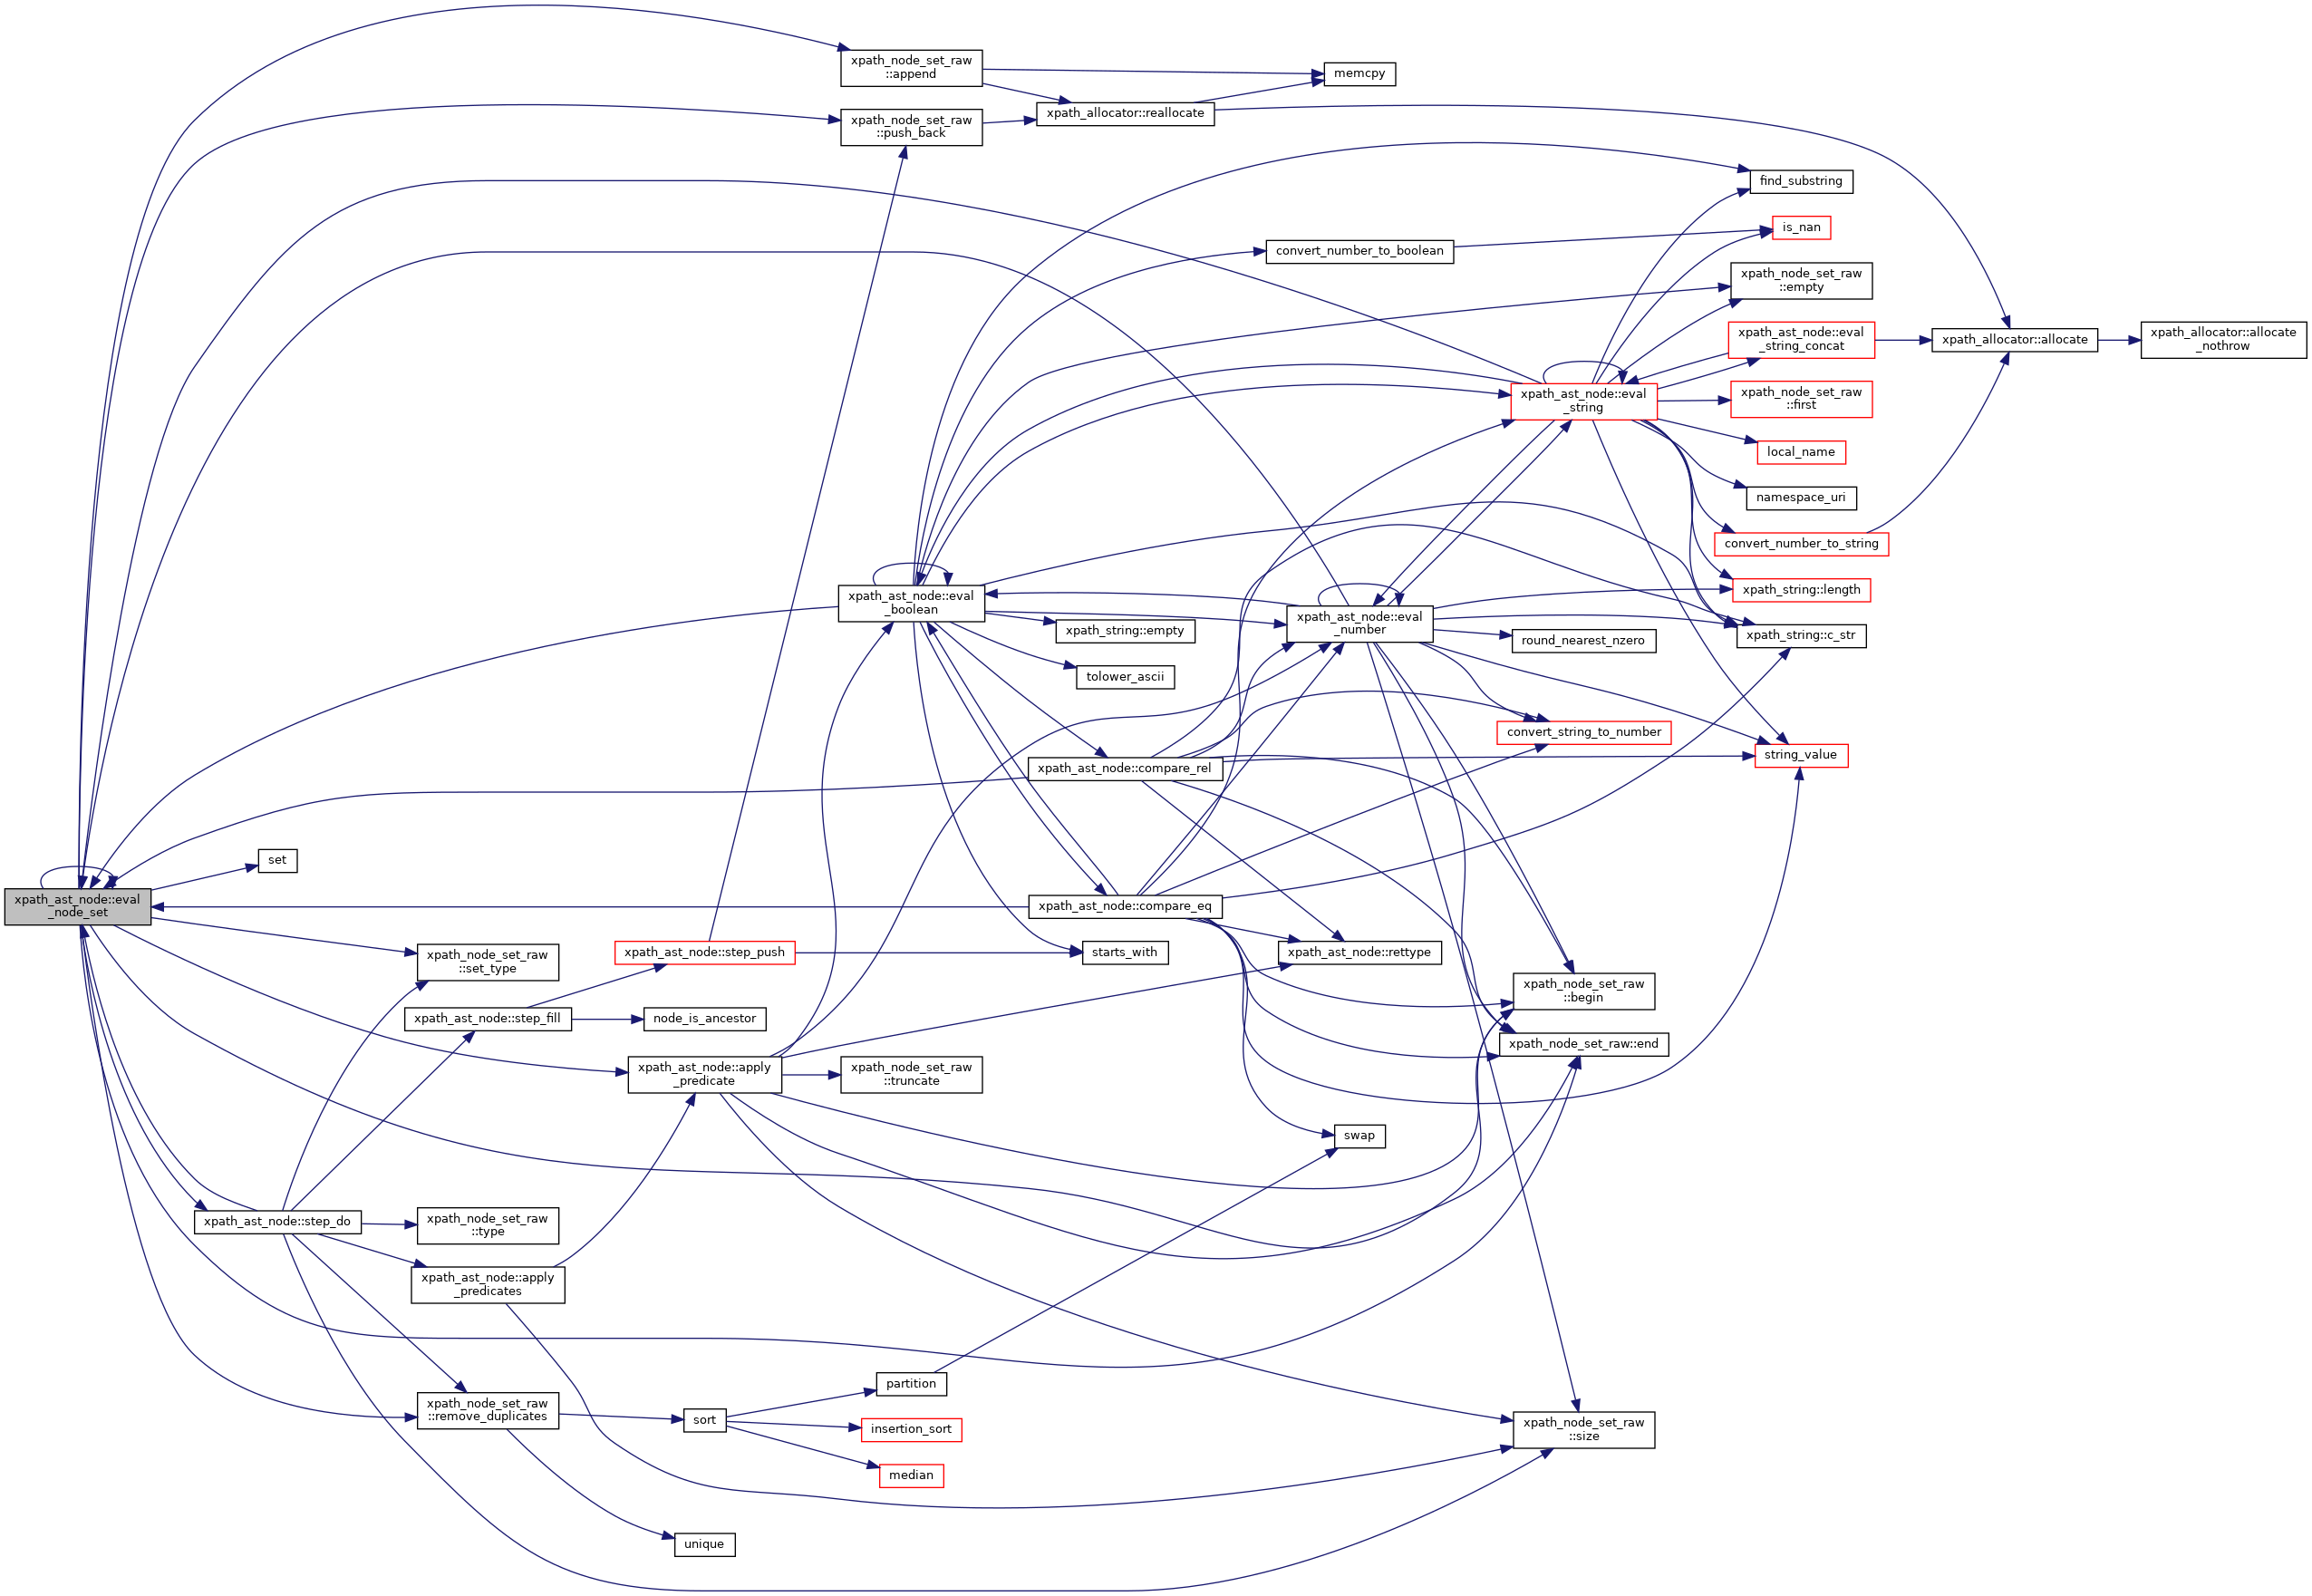 xpath_node_set_raw
::append
memcpy
xpath_allocator::reallocate
xpath_node_set_raw
::push_back
find_substring
is_nan
convert_number_to_boolean
xpath_node_set_raw
::empty
xpath_ast_node::eval
_string_concat
xpath_allocator::allocate
xpath_allocator::allocate
_nothrow
xpath_ast_node::eval
_string
xpath_node_set_raw
::first
local_name
namespace_uri
convert_number_to_string
xpath_string::length
xpath_ast_node::eval
_boolean
xpath_string::empty
xpath_ast_node::eval
_number
round_nearest_nzero
xpath_string::c_str
tolower_ascii
convert_string_to_number
string_value
xpath_ast_node::compare_rel
set
xpath_ast_node::eval
_node_set
xpath_ast_node::compare_eq
xpath_node_set_raw
::set_type
xpath_ast_node::step_push
starts_with
xpath_ast_node::rettype
xpath_node_set_raw
::begin
xpath_ast_node::step_fill
node_is_ancestor
xpath_node_set_raw::end
xpath_ast_node::apply
_predicate
xpath_node_set_raw
::truncate
swap
xpath_ast_node::step_do
xpath_node_set_raw
::type
xpath_ast_node::apply
_predicates
partition
xpath_node_set_raw
::remove_duplicates
sort
insertion_sort
xpath_node_set_raw
::size
median
unique